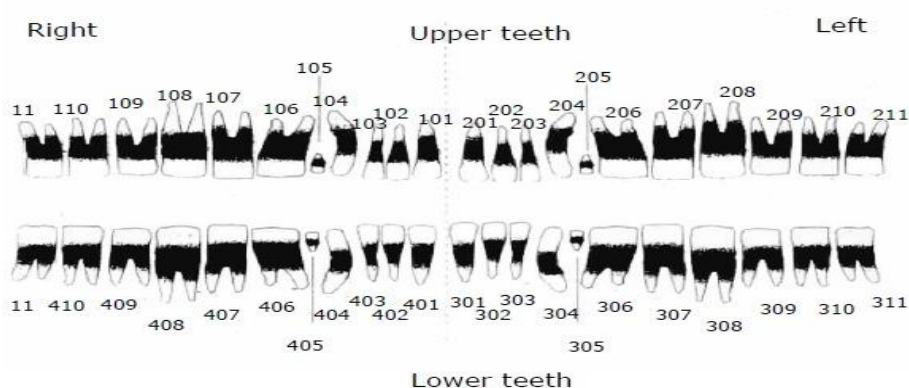 Right Upper teeth Left
105 205
11 110 109 108 107 106 104 103 102 101 201 202 203 204 206 207 208 209 210 211
11 410 409 408 407 406 404 403 402 401 301 302 303 304 306 307 308 309 310 311
405 305
Lower teeth